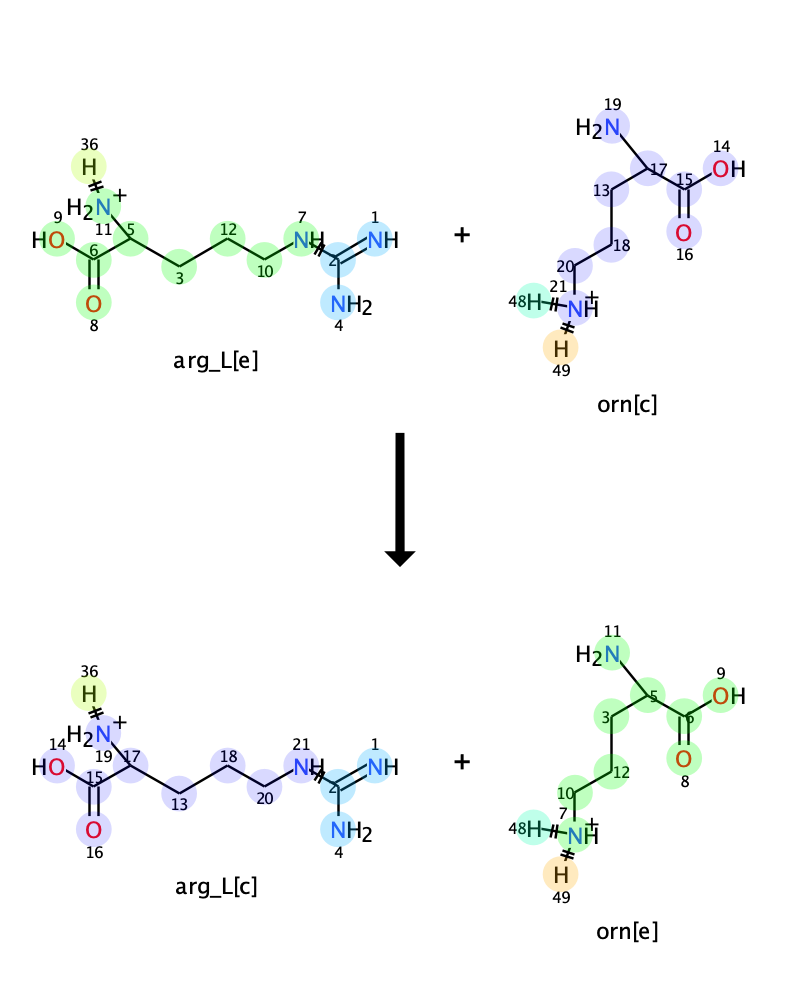 36
H
H2N+
9
11
5
12
7
1
HO
6
NH
2
NH
3
10
O
8
NH2
4
arg_L[e]
+
19
H2N
17
14
OH
13
15
O
16
18
20
21
48H
NH+
H
49
orn[c]
36
H
H2N+
14
19
17
18
21
1
HO
15
NH
2
NH
13
20
O
16
NH2
4
arg_L[c]
+
11
H2N
5
9
OH
3
6
O
8
12
10
7
48H
NH+
H
49
orn[e]